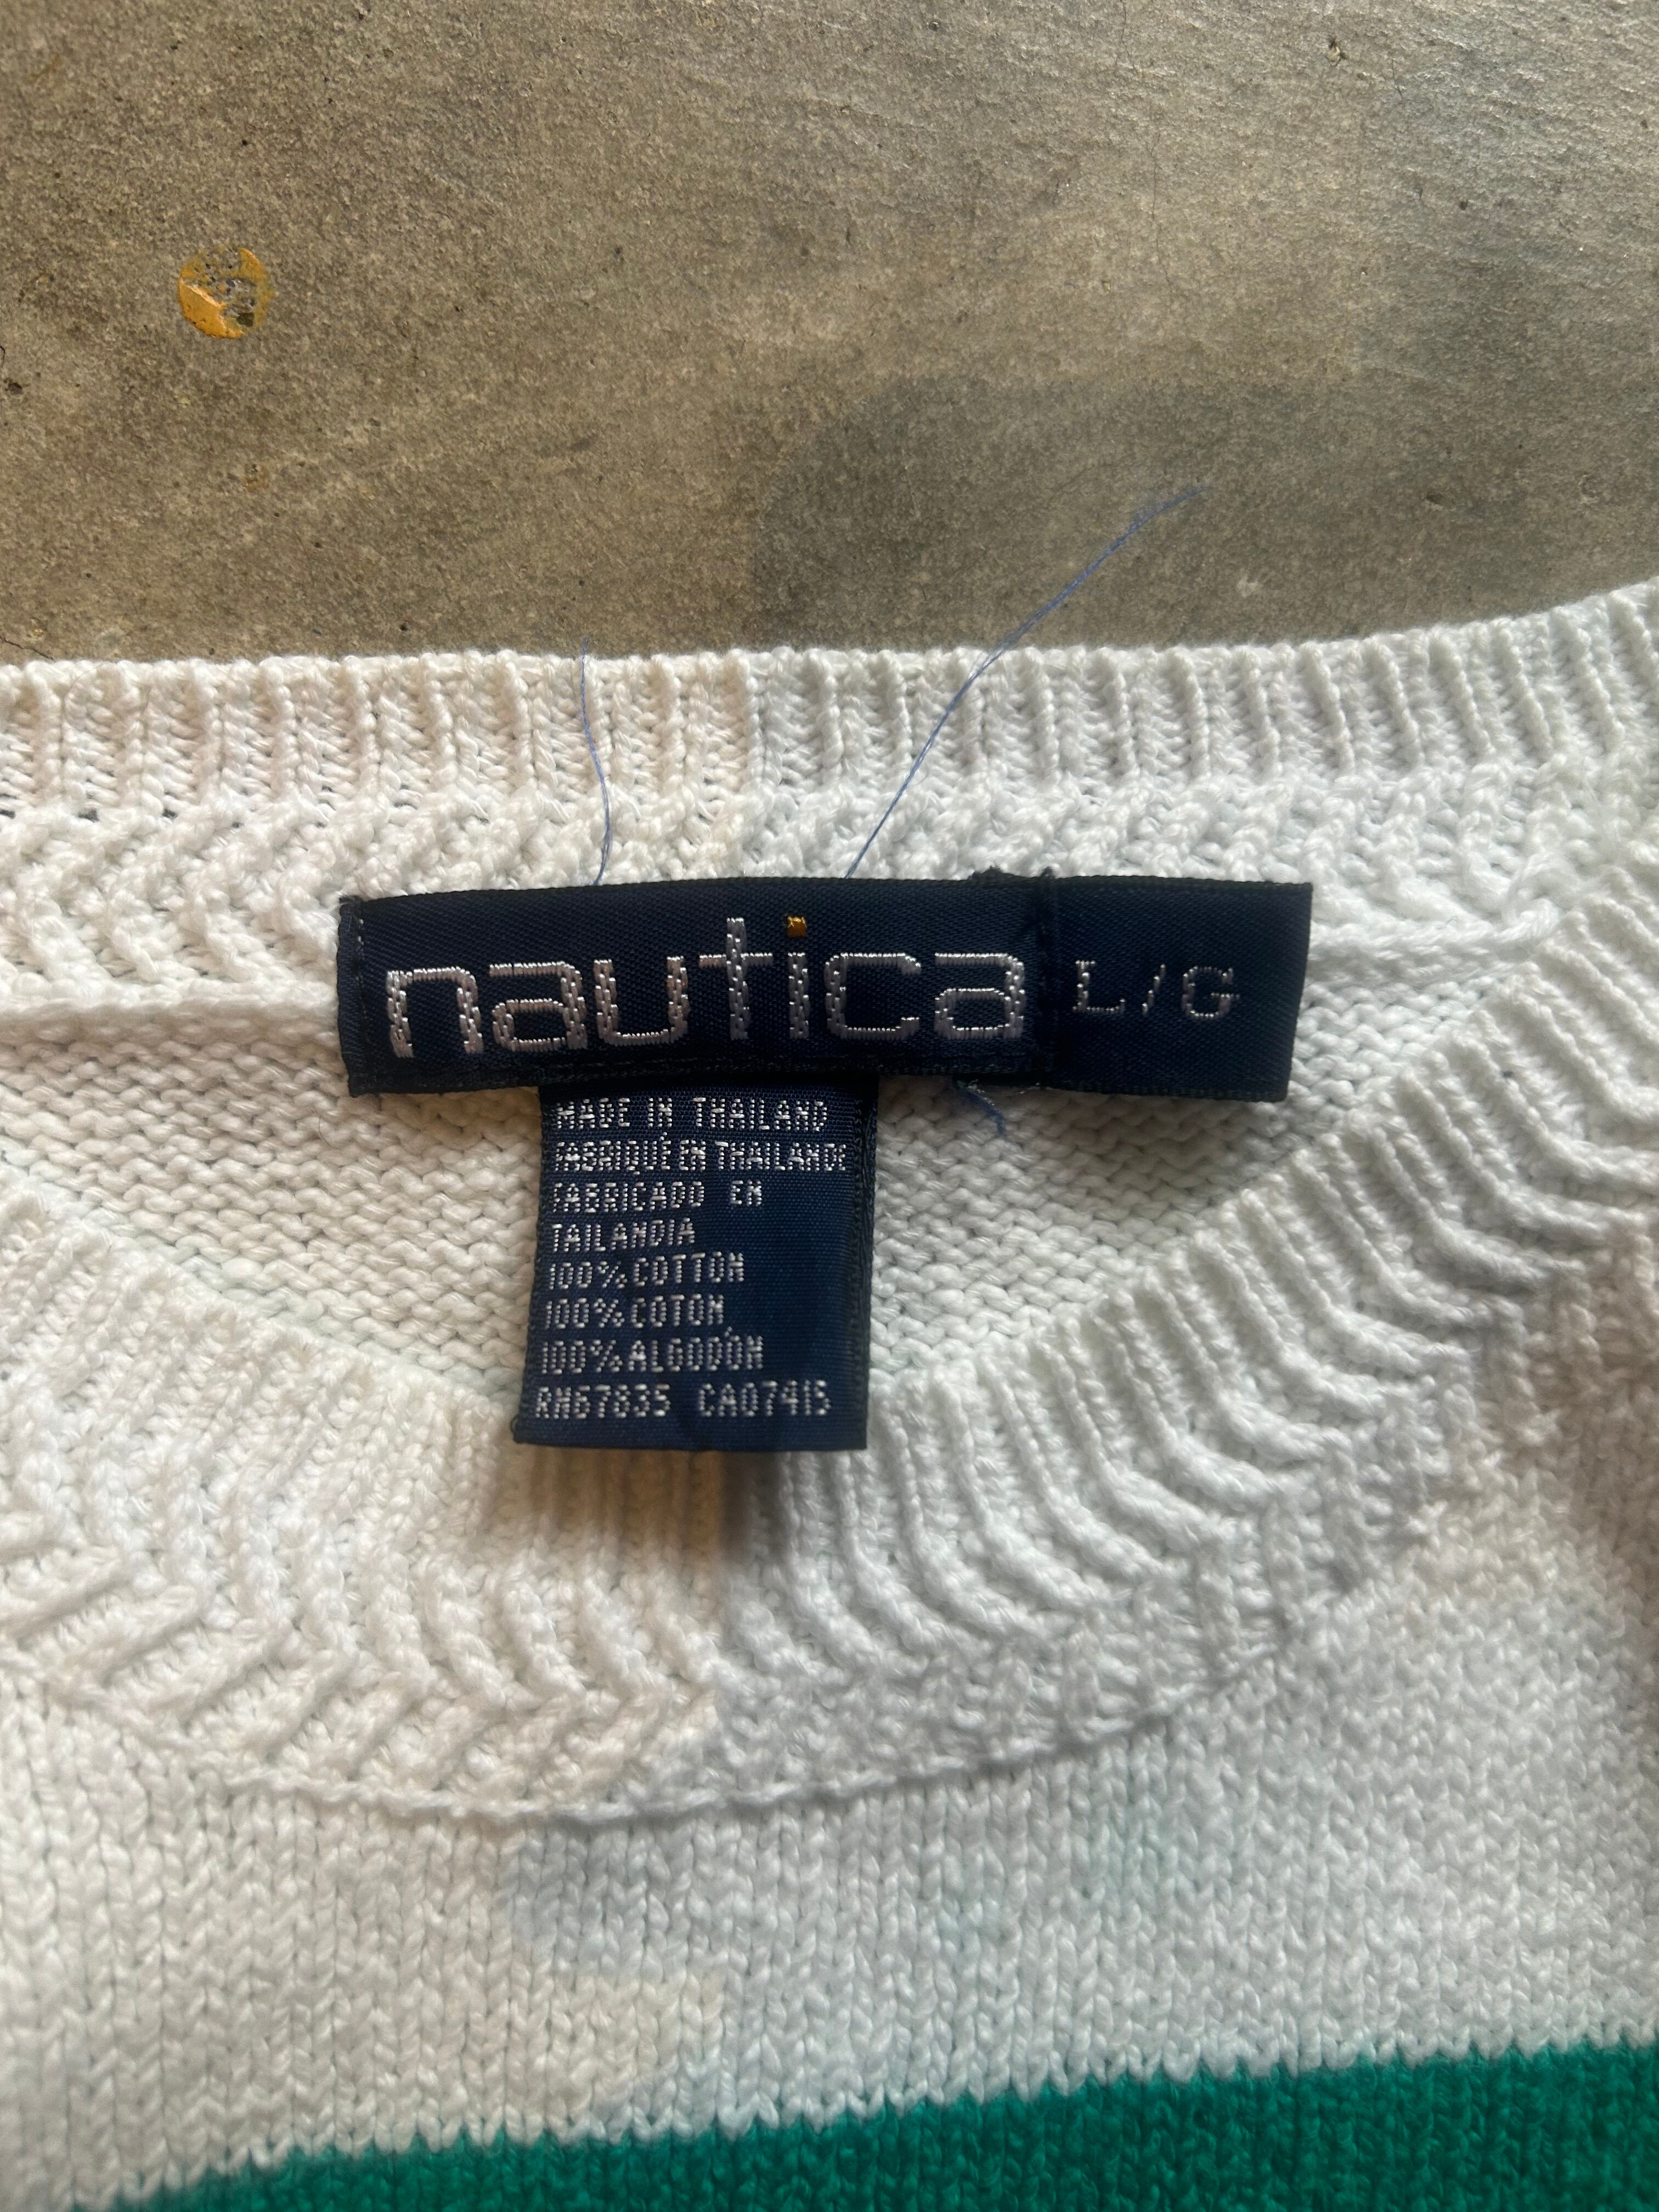 nautica L/G
MADE IN THAILAND
FABRIQUÉ EN THAILANDE
FABRICADO EN
TAILANDIA
100% COTTON
100% COTON
100% ALGODÓN
RN67835 CA07415